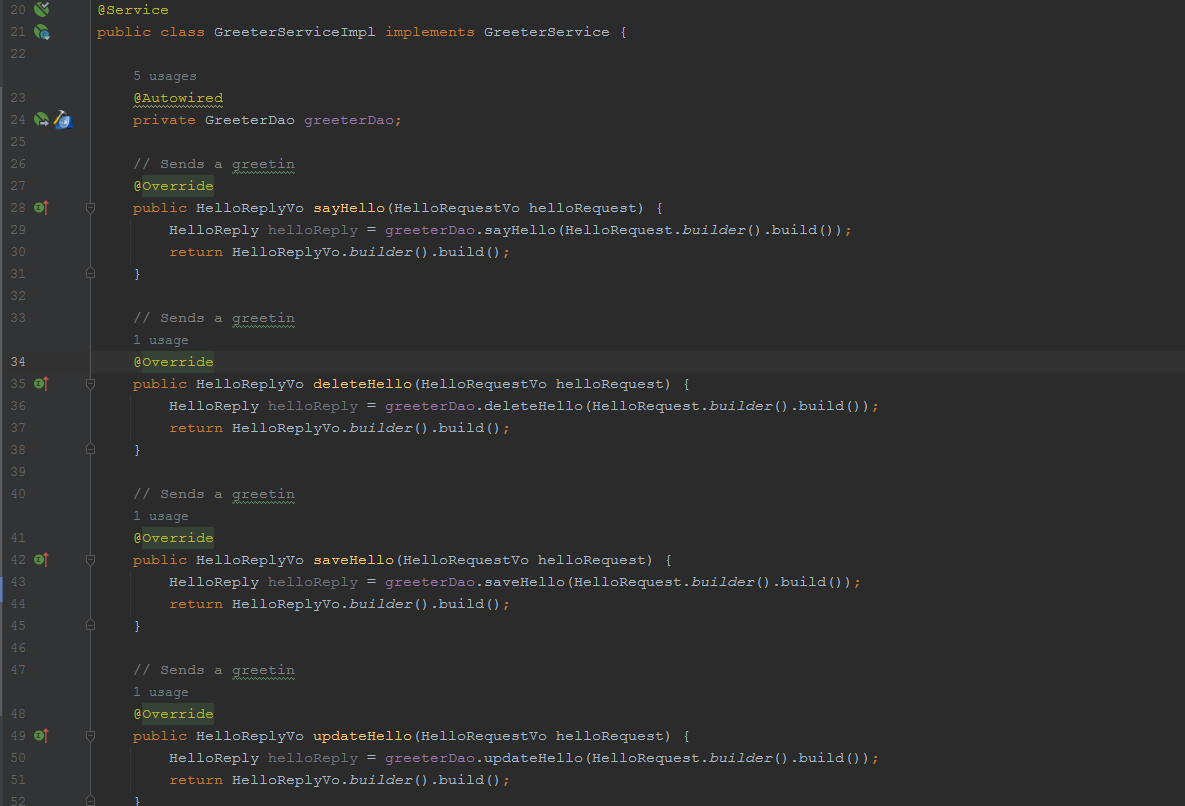 20 @Service
21 public class GreeterServiceImpl implements GreeterService {
22
5 usages
23 @Autowired
24 private GreeterDao greeterDao;
25
26 // Sends a greetin
27 @Override
28 public HelloReplyVo sayHello(HelloRequestVo helloRequest) {
29 HelloReply helloReply = greeterDao.sayHello(HelloRequest.builder().build());
30 return HelloReplyVo.builder().build();
31 }
32
33 // Sends a greetin
1 usage
34 @Override
35 public HelloReplyVo deleteHello(HelloRequestVo helloRequest) {
36 HelloReply helloReply = greeterDao.deleteHello(HelloRequest.builder().build());
37 return HelloReplyVo.builder().build();
38 }
39
40 // Sends a greetin
1 usage
41 @Override
42 public HelloReplyVo saveHello(HelloRequestVo helloRequest) {
43 HelloReply helloReply = greeterDao.saveHello(HelloRequest.builder().build());
44 return HelloReplyVo.builder().build();
45 }
46
47 // Sends a greetin
1 usage
48 @Override
49 public HelloReplyVo updateHello(HelloRequestVo helloRequest) {
50 HelloReply helloReply = greeterDao.updateHello(HelloRequest.builder().build());
51 return HelloReplyVo.builder().build();
52 }